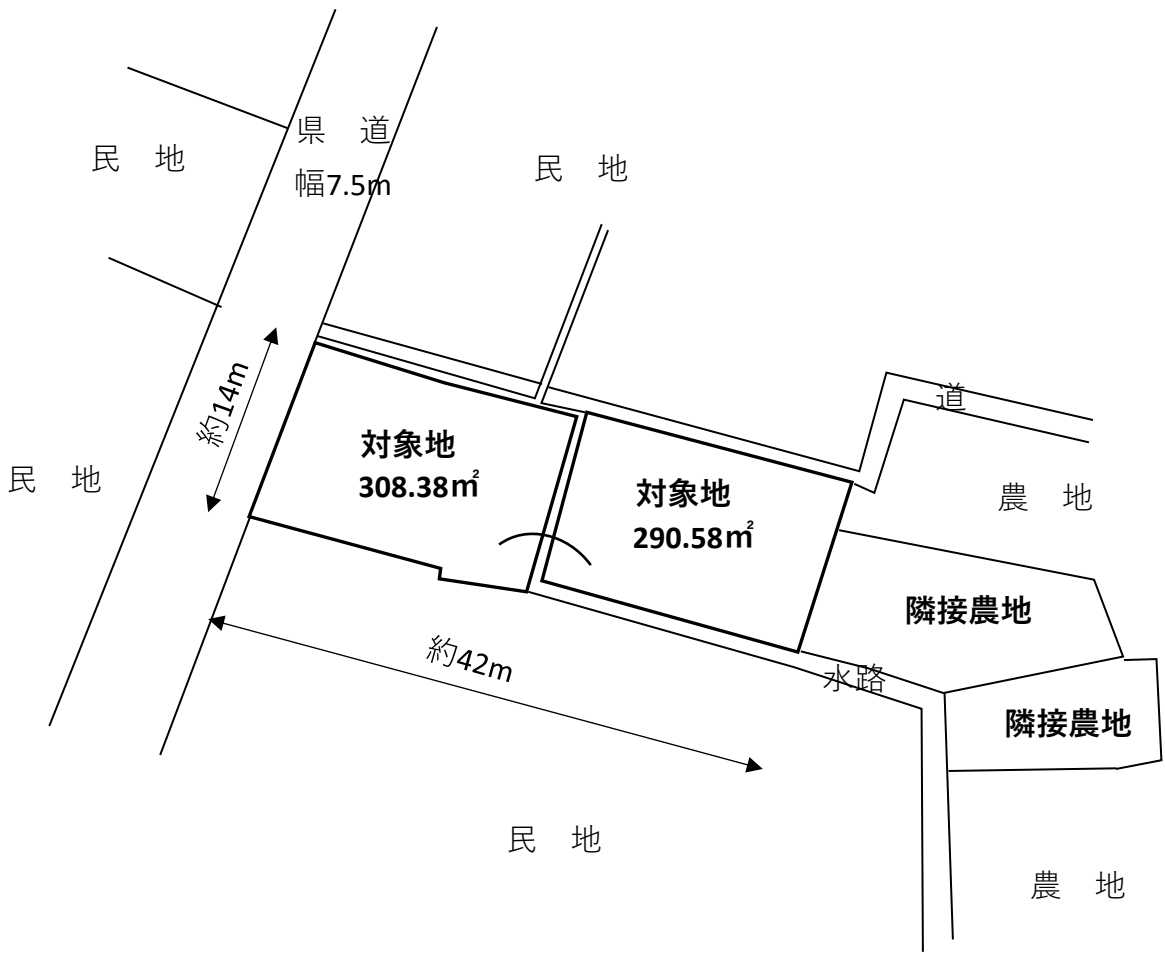 県　道
幅7.5m
民　地
民　地
約14m
道
対象地
308.38㎡
民　地
対象地
290.58㎡
農　地
隣接農地
約42m
水路
隣接農地
民　地
農　地